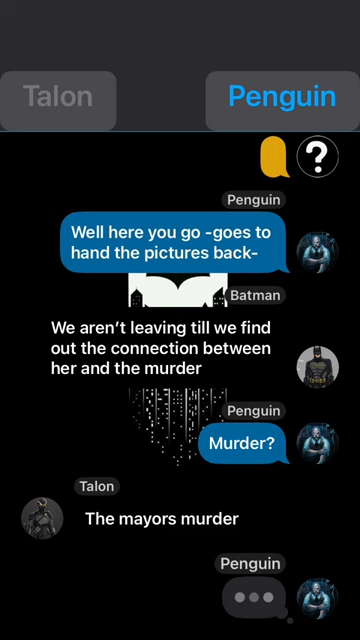 Talon
Penguin
?
Penguin
Well here you go -goes to
hand the pictures back-
Batman
We aren’t leaving till we find
out the connection between
her and the murder
Penguin
Murder?
Talon
The mayors murder
Penguin